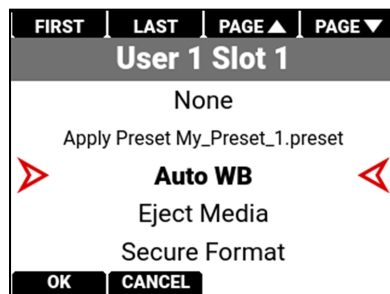 FIRST LAST PAGE▲ PAGE▼
User 1 Slot 1
None
Apply Preset My_Preset_1.preset
Auto WB
Eject Media
Secure Format
OK CANCEL